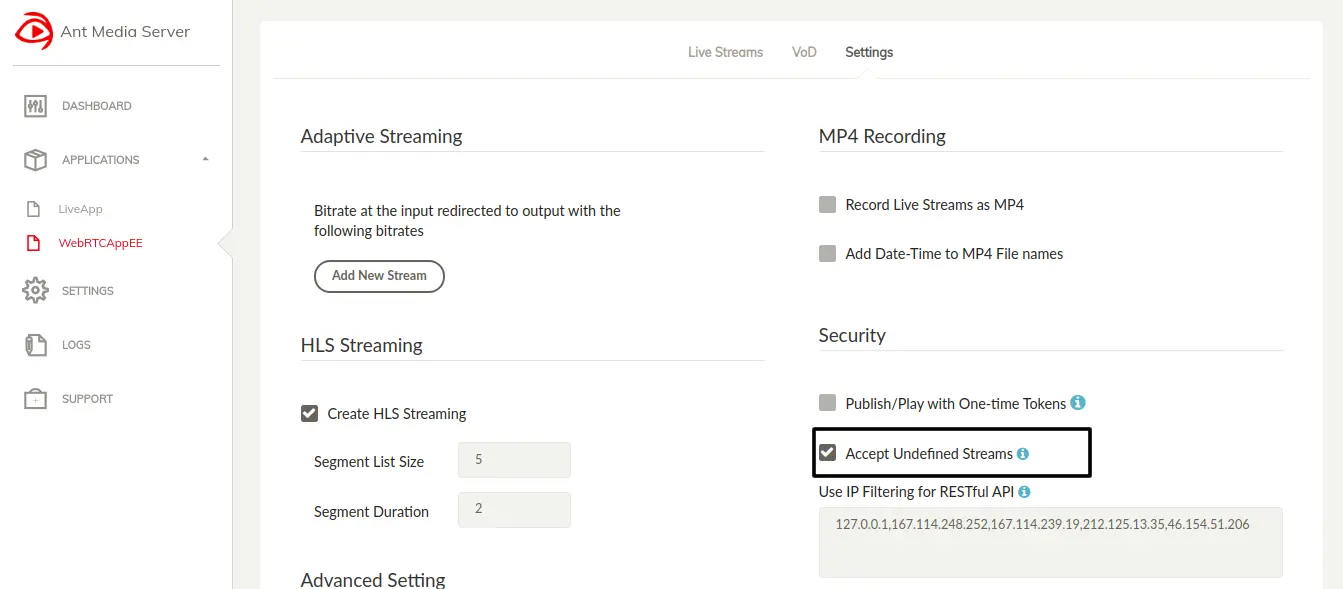 Ant Media Server
DASHBOARD
APPLICATIONS
LiveApp
WebRTCAppEE
SETTINGS
LOGS
SUPPORT
Live Streams VoD Settings
Adaptive Streaming
Bitrate at the input redirected to output with the
following bitrates
Add New Stream
HLS Streaming
Create HLS Streaming
Segment List Size 5
Segment Duration 2
Advanced Setting
MP4 Recording
Record Live Streams as MP4
Add Date-Time to MP4 File names
Security
Publish/Play with One-time Tokens
Accept Undefined Streams
Use IP Filtering for RESTful API
127.0.0.1,167.114.248.252,167.114.239.19,212.125.13.35,46.154.51.206